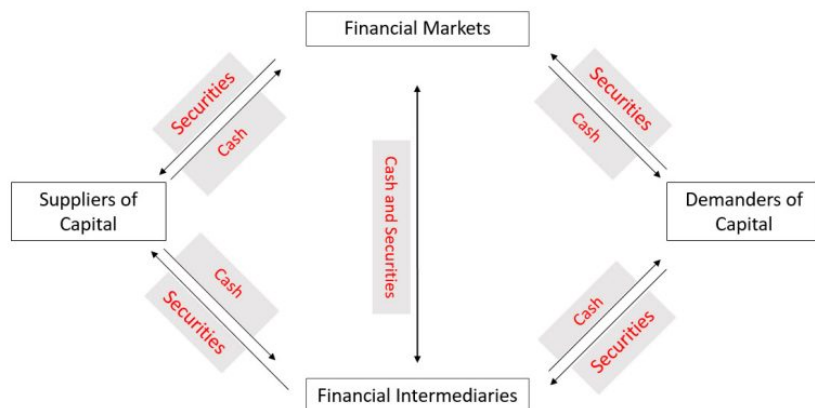 Financial Markets
Securities
Cash
Securities
Cash
Cash and Securities
Suppliers of
Capital
Demanders of
Capital
Cash
Securities
Cash
Securities
Financial Intermediaries